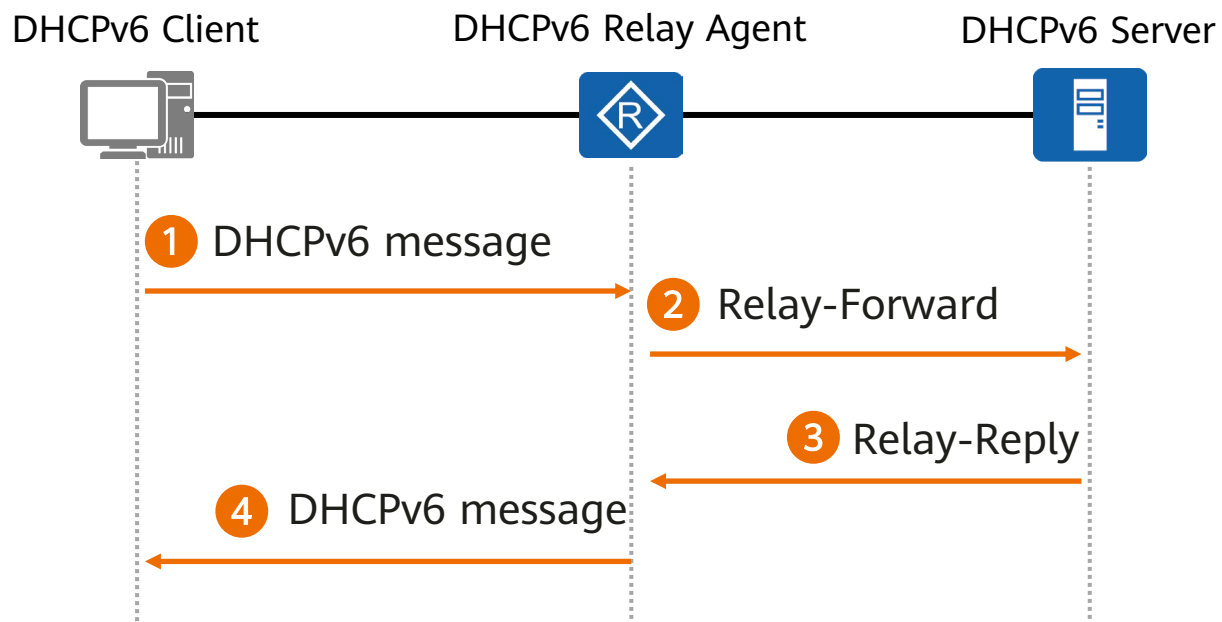 DHCPv6 Client
DHCPv6 Relay Agent
DHCPv6 Server
R
1 DHCPv6 message
2 Relay-Forward
3 Relay-Reply
4 DHCPv6 message